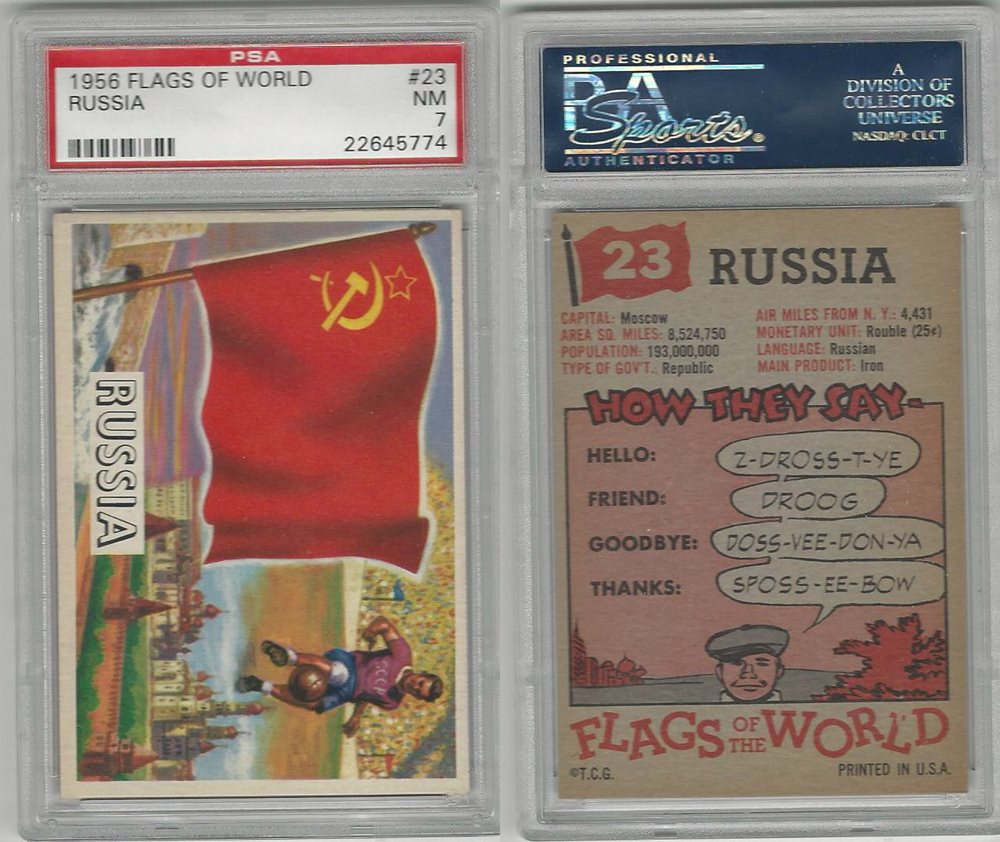 PSA
1956 FLAGS OF WORLD #23
RUSSIA NM
7
22645774
RUSSIA
CCCP
PROFESSIONAL
PSA
Sports®
AUTHENTICATOR
A
DIVISION OF
COLLECTORS
UNIVERSE
NASDAQ: CLCT
23 RUSSIA
CAPITAL: Moscow
AREA SQ. MILES: 8,524,750
POPULATION: 193,000,000
TYPE OF GOV'T.: Republic
AIR MILES FROM N. Y.: 4,431
MONETARY UNIT: Rouble (25¢)
LANGUAGE: Russian
MAIN PRODUCT: Iron
HOW THEY SAY-
HELLO: Z-DROSS-T-YE
FRIEND: DROOG
GOODBYE: DOSS-VEE-DON-YA
THANKS: SPOSS-EE-BOW
FLAGS OF THE WORLD
©T.C.G. PRINTED IN U.S.A.